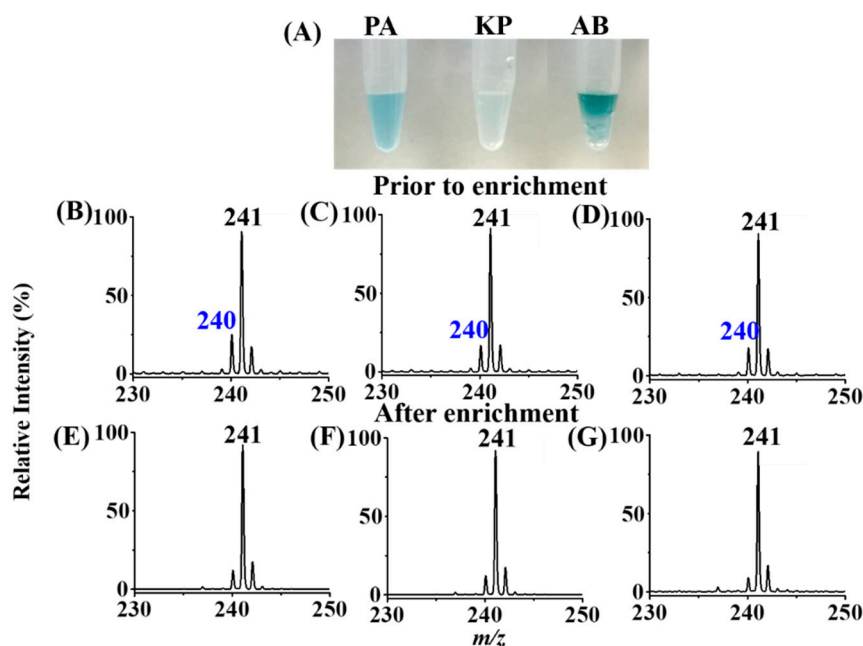 (A) PA KP AB
Prior to enrichment
(B) 100 50 0 240 241 230 240 250
(C) 100 50 0 240 241 230 240 250
(D) 100 50 0 240 241 230 240 250
Relative Intensity (%)
After enrichment
(E) 100 50 0 241 230 240 250
(F) 100 50 0 241 230 240 250
(G) 100 50 0 241 230 240 250
m/z